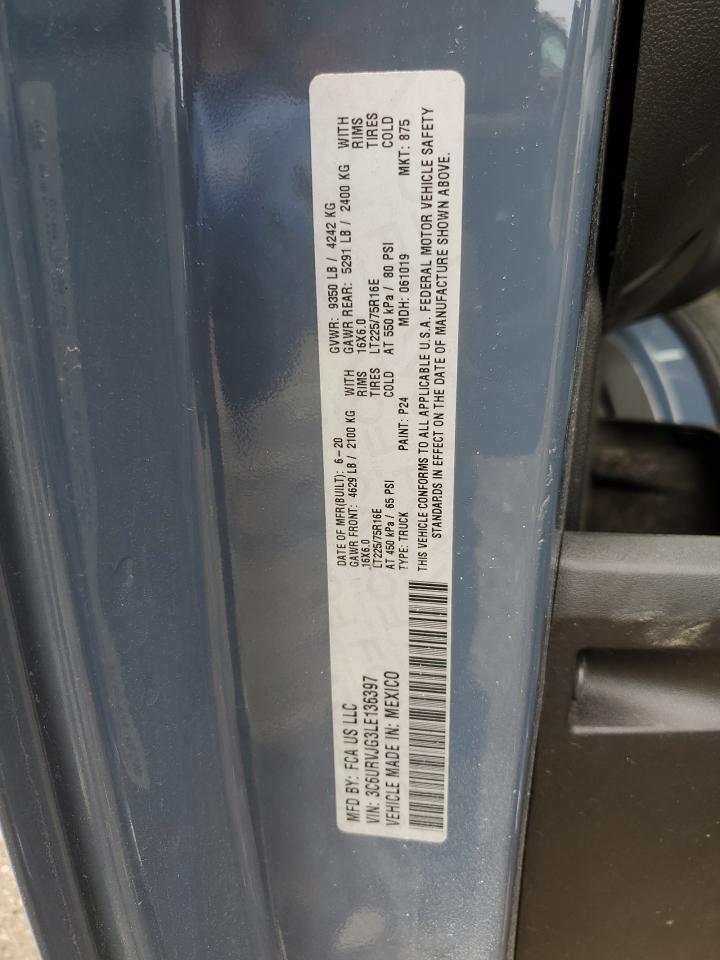 MFD BY: FCA US LLC
VIN: 3C6URVJG3LE136397
VEHICLE MADE IN: MEXICO
DATE OF MFR(BUILT): 6-20 GVWR: 9350 LB / 4242 KG
GAWR FRONT: 4629 LB / 2100 KG WITH GAWR REAR: 5291 LB / 2400 KG WITH
16X6.0 RIMS 16X6.0 RIMS
LT225/75R16E TIRES LT225/75R16E TIRES
AT 450 kPa / 65 PSI COLD AT 550 kPa / 80 PSI COLD
TYPE: TRUCK PAINT: P24 MDH: 061019 MKT: 875
THIS VEHICLE CONFORMS TO ALL APPLICABLE U.S.A. FEDERAL MOTOR VEHICLE SAFETY
STANDARDS IN EFFECT ON THE DATE OF MANUFACTURE SHOWN ABOVE.